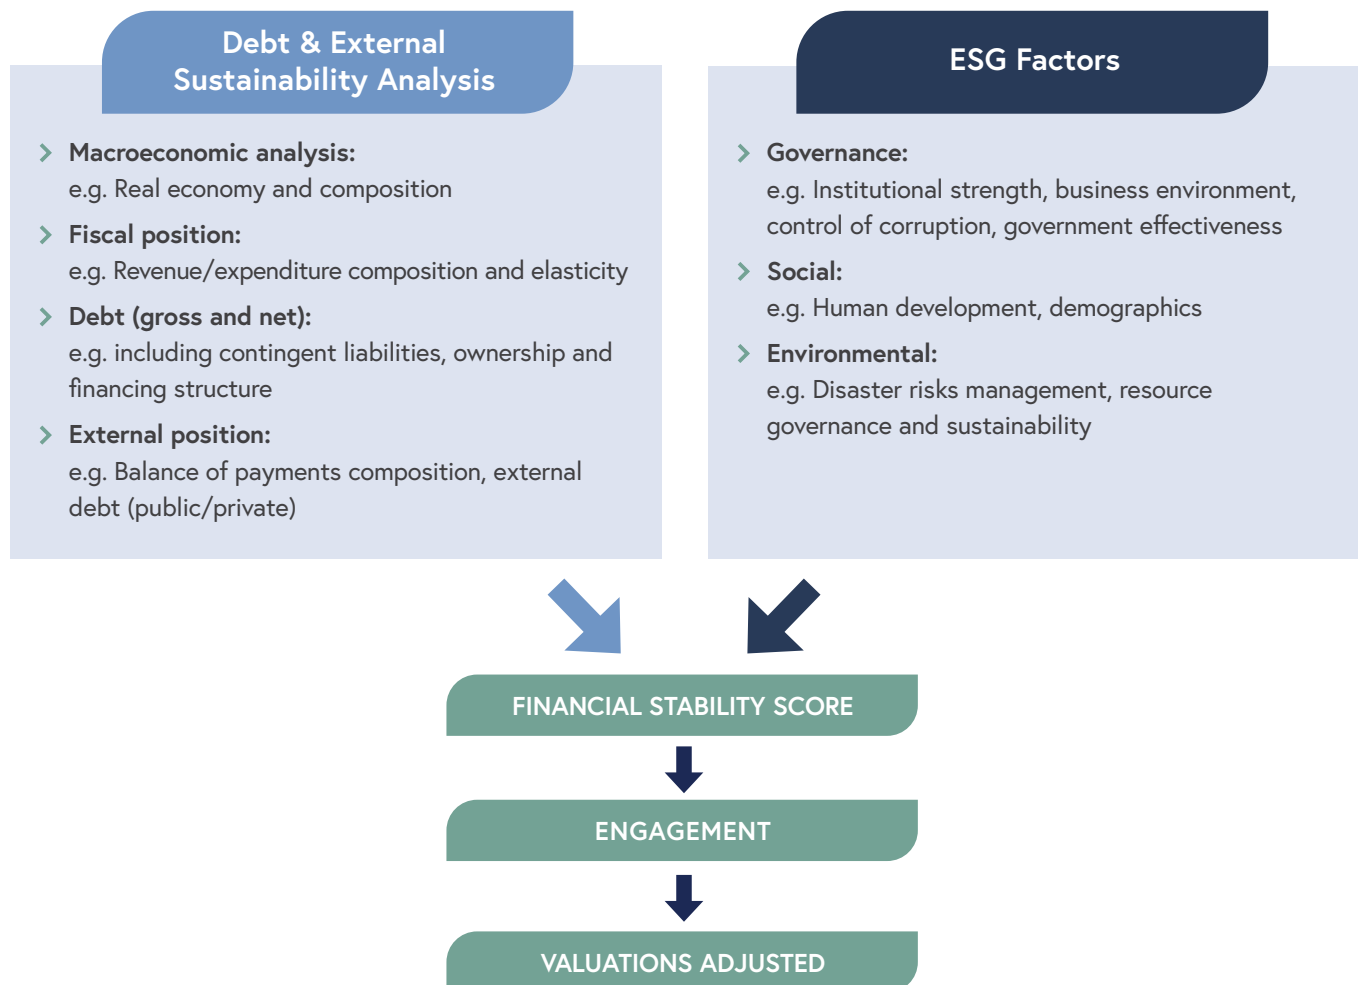 Debt & External
Sustainability Analysis
Macroeconomic analysis:
e.g. Real economy and composition
Fiscal position:
e.g. Revenue/expenditure composition and elasticity
Debt (gross and net):
e.g. including contingent liabilities, ownership and
financing structure
External position:
e.g. Balance of payments composition, external
debt (public/private)
ESG Factors
Governance:
e.g. Institutional strength, business environment,
control of corruption, government effectiveness
Social:
e.g. Human development, demographics
Environmental:
e.g. Disaster risks management, resource
governance and sustainability
FINANCIAL STABILITY SCORE
ENGAGEMENT
VALUATIONS ADJUSTED